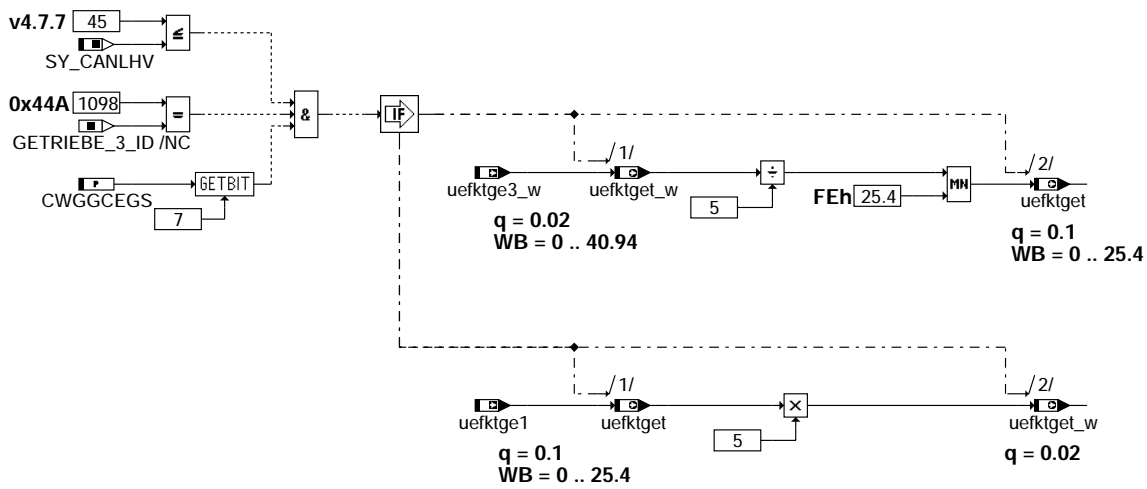 v4.7.7 45
≤
SY_CANLHV
0x44A 1098
=
GETRIEBE_3_ID /NC
&
IF
P
CWGGCEGS
GETBIT
7
/1/
uefktge3_w
uefktget_w
q = 0.02
WB = 0 .. 40.94
÷
5
FEh 25.4
MN
/2/
uefktget
q = 0.1
WB = 0 .. 25.4
/1/
uefktge1
uefktget
q = 0.1
WB = 0 .. 25.4
×
5
/2/
uefktget_w
q = 0.02